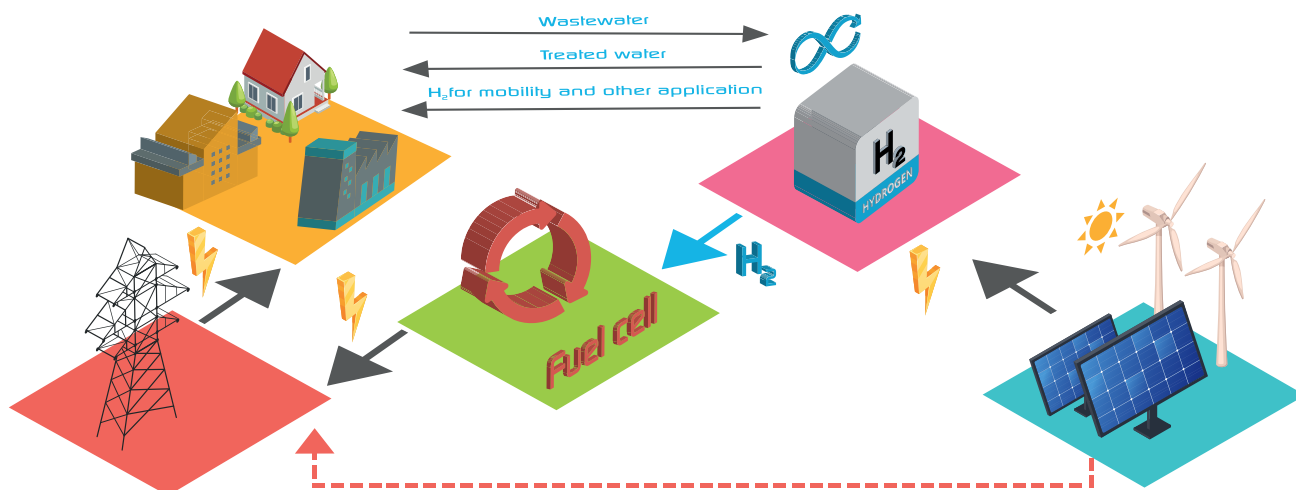 Wastewater
Treated water
H₂for mobility and other application
H₂
HYDROGEN
H₂
Fuel cell